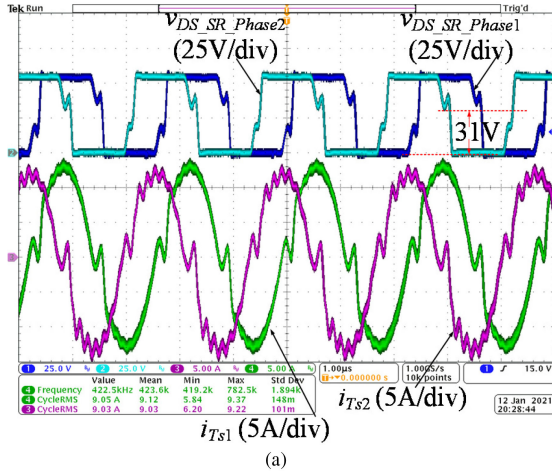 Tek Run
Trig'd
vDS_SR_Phase2
(25V/div)
vDS_SR_Phase1
(25V/div)
31V
1 25.0 V 2 25.0 V 3 5.00 A 4 5.00 A
1.00µs
0.000000 s
1.00GS/s
10k points
1 15.0 V
Value Mean Min Max Std Dev
4 Frequency 422.5kHz 423.6k 419.2k 782.5k 1.894k
4 CycleRMS 9.05 A 9.12 5.84 9.37 148m
3 CycleRMS 9.03 A 9.03 6.20 9.22 101m
12 Jan 2021
20:28:44
iTs1 (5A/div)
iTs2 (5A/div)
(a)